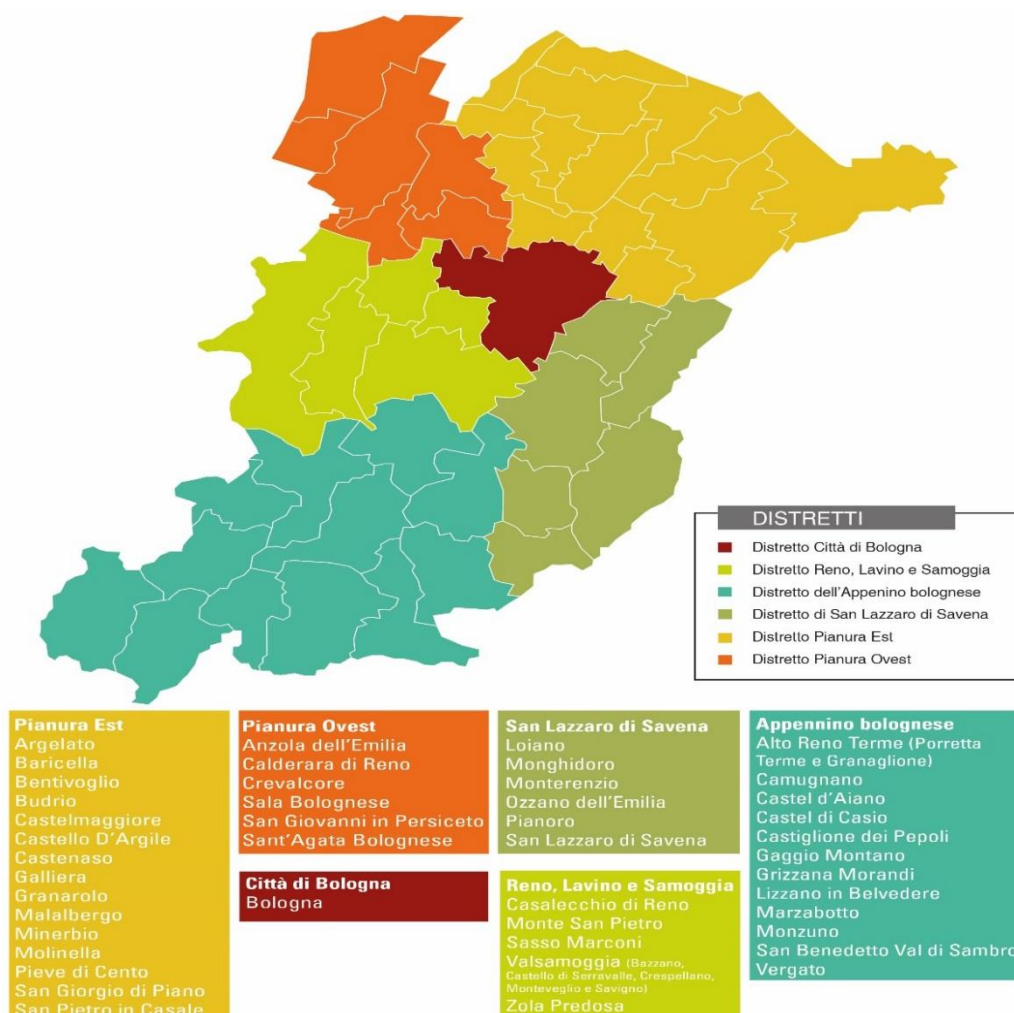 DISTRETTI
Distretto Città di Bologna
Distretto Reno, Lavino e Samoggia
Distretto dell'Appenino bolognese
Distretto di San Lazzaro di Savena
Distretto Pianura Est
Distretto Pianura Ovest
Pianura Est
Argelato
Baricella
Bentivoglio
Budrio
Castelmaggiore
Castello D'Argile
Castenaso
Galliera
Granarolo
Malalbergo
Minerbio
Molinella
Pieve di Cento
San Giorgio di Piano
San Pietro in Casale
Pianura Ovest
Anzola dell'Emilia
Calderara di Reno
Crevalcore
Sala Bolognese
San Giovanni in Persiceto
Sant'Agata Bolognese
Città di Bologna
Bologna
San Lazzaro di Savena
Loiano
Monghidoro
Monterenzio
Ozzano dell'Emilia
Pianoro
San Lazzaro di Savena
Reno, Lavino e Samoggia
Casalecchio di Reno
Monte San Pietro
Sasso Marconi
Valsamoggia (Bazzano,
Castello di Serravalle, Crespellano,
Monteveglio e Savigno)
Zola Predosa
Appennino bolognese
Alto Reno Terme (Porretta
Terme e Granaglione)
Camugnano
Castel d'Aiano
Castel di Casio
Castiglione dei Pepoli
Gaggio Montano
Grizzana Morandi
Lizzano in Belvedere
Marzabotto
Monzuno
San Benedetto Val di Sambro
Vergato